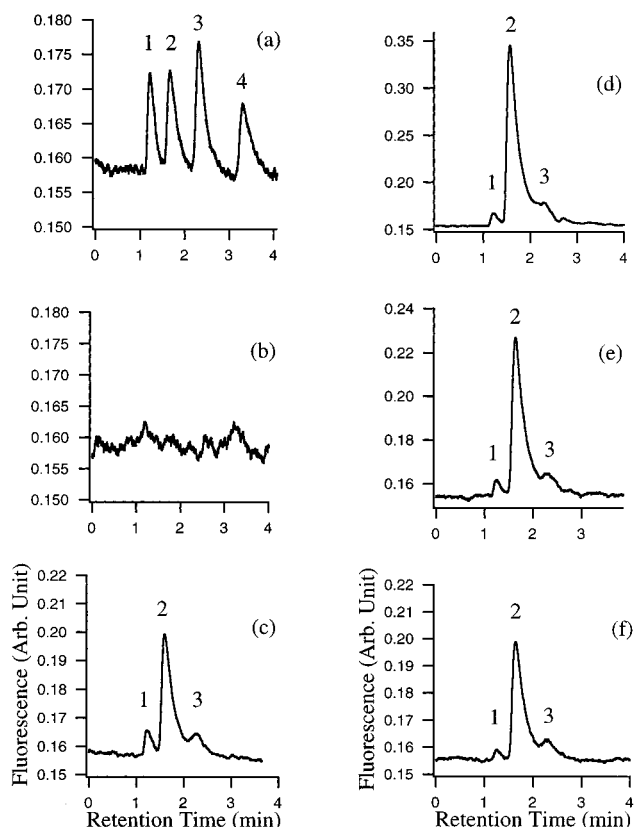 0.180
0.175
0.170
0.165
0.160
0.155
0.150
1 2 3 4
(a)
0 1 2 3 4
0.180
0.175
0.170
0.165
0.160
0.155
0.150
(b)
0 1 2 3 4
Fluorescence (Arb. Unit)
0.22
0.21
0.20
0.19
0.18
0.17
0.16
0.15
1 2 3
(c)
0 1 2 3 4
Retention Time (min)
0.35
0.30
0.25
0.20
0.15
1 2 3
(d)
0 1 2 3 4
0.24
0.22
0.20
0.18
0.16
1 2 3
(e)
0 1 2 3
Fluorescence (Arb. Unit)
0.22
0.21
0.20
0.19
0.18
0.17
0.16
0.15
1 2 3
(f)
0 1 2 3 4
Retention Time (min)